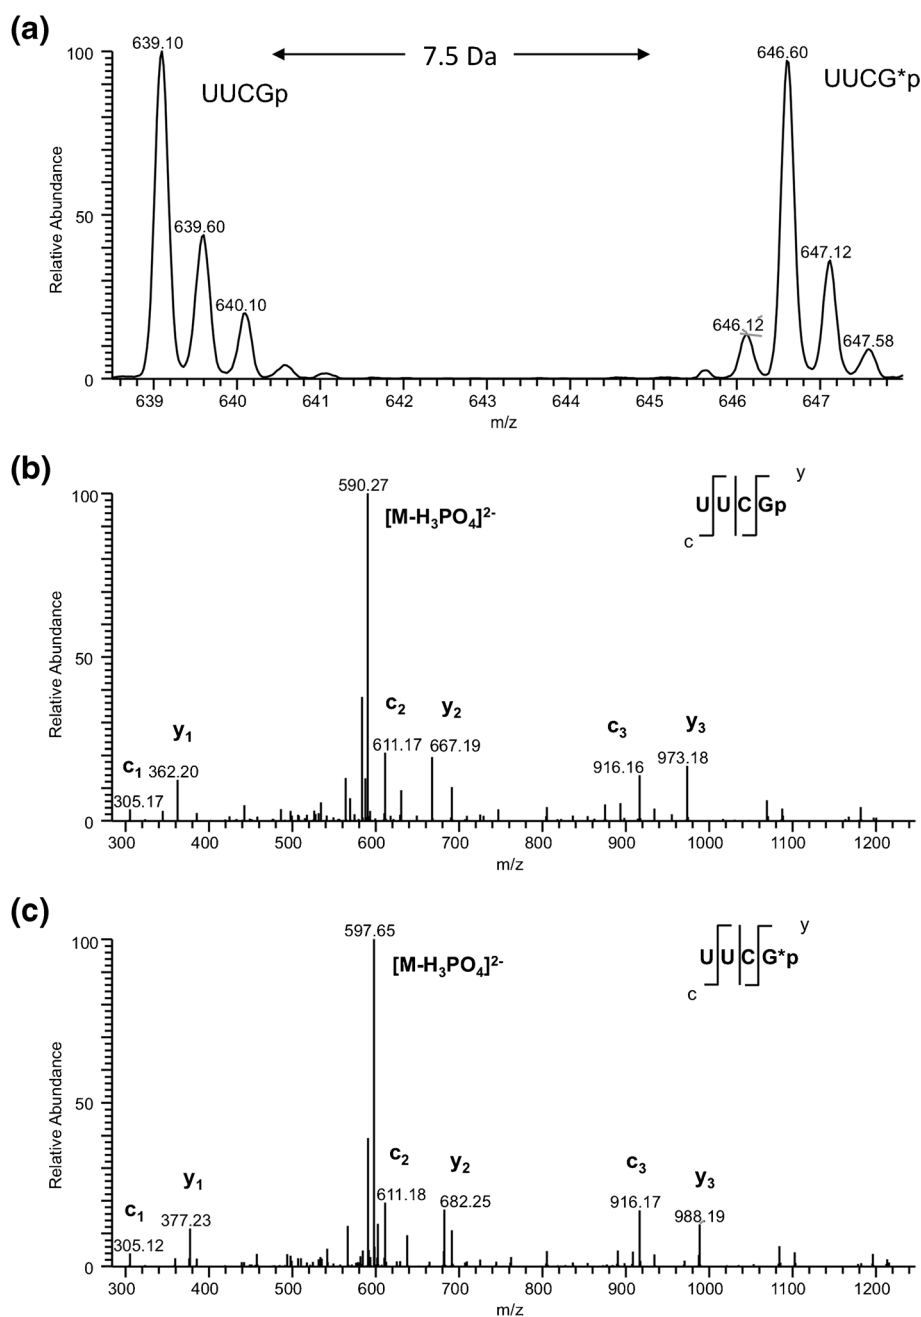 (a)
639.10
7.5 Da
646.60
UUCGp
UUCG*p
100
50
0
Relative Abundance
639.60
640.10
646.12
647.12
647.58
639 640 641 642 643 644 645 646 647
m/z
(b)
590.27
[M-H3PO4]2-
y
UUCGp
c
100
50
0
Relative Abundance
c1
305.17
y1
362.20
c2
611.17
y2
667.19
c3
916.16
y3
973.18
300 400 500 600 700 800 900 1000 1100 1200
m/z
(c)
597.65
[M-H3PO4]2-
y
UUCG*p
c
100
50
0
Relative Abundance
c1
305.12
y1
377.23
c2
611.18
y2
682.25
c3
916.17
y3
988.19
300 400 500 600 700 800 900 1000 1100 1200
m/z